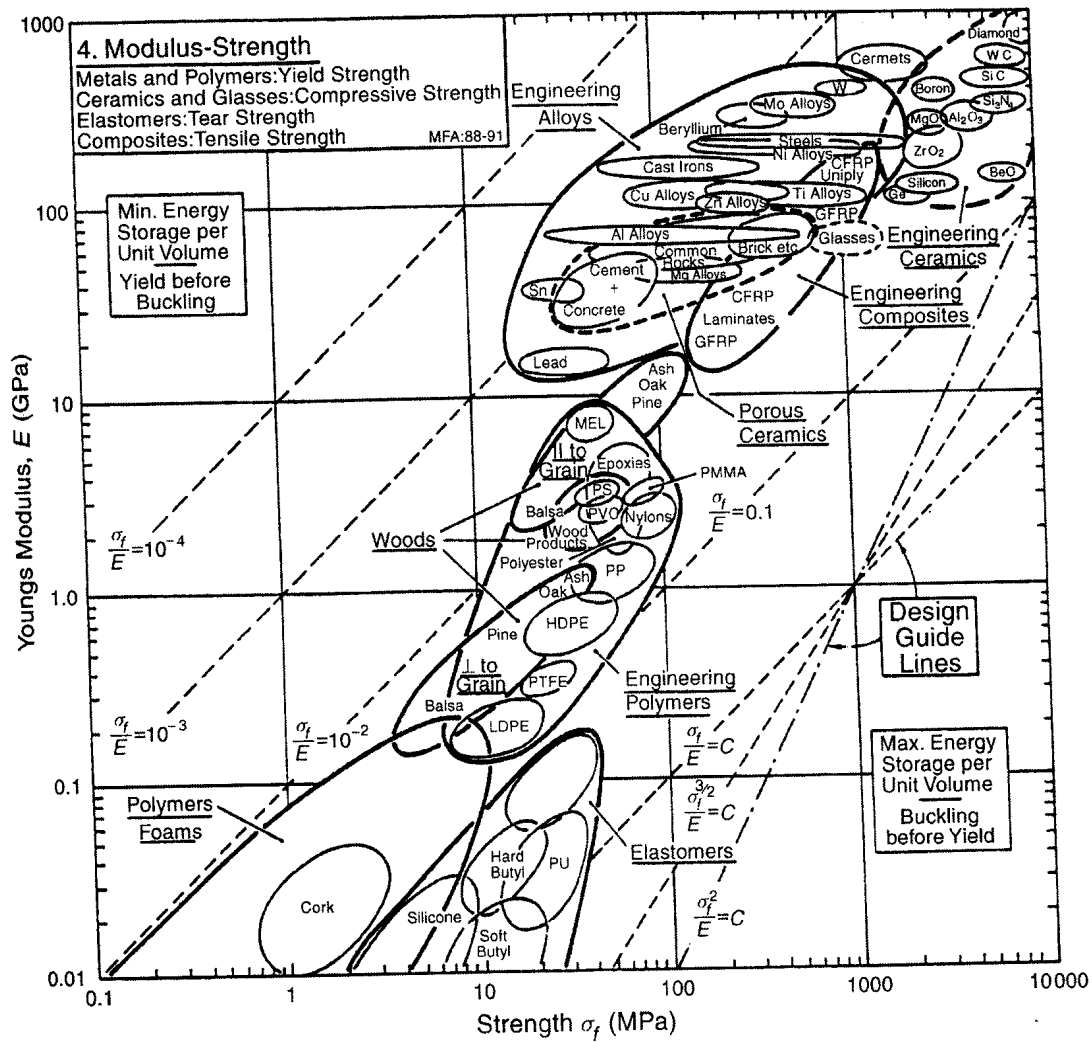 4. Modulus-Strength
Metals and Polymers:Yield Strength
Ceramics and Glasses:Compressive Strength
Elastomers:Tear Strength
Composites:Tensile Strength
MFA:88-91
Min. Energy
Storage per
Unit Volume
Yield before
Buckling
Engineering
Alloys
Diamond
Cermets
W C
Si C
Boron
W
Mo Alloys
Si₃N₄
Beryllium
MgO
Al₂O₃
Steels
Ni Alloys
ZrO₂
CFRP
Uniply
Cast Irons
BeO
Silicon
Ge
Cu Alloys
Zn Alloys
Ti Alloys
GFRP
Al Alloys
Brick etc
Glasses
Engineering
Ceramics
Common
Rocks
Mg Alloys
Cement
+
Concrete
Sn
CFRP
Laminates
GFRP
Engineering
Composites
Lead
Ash
Oak
Pine
Porous
Ceramics
MEL
|| to
Grain
Epoxies
PMMA
PS
Balsa
PVO
Nylons
Woods
Wood
Products
Polyester
PP
Ash
Oak
HDPE
Pine
⊥ to
Grain
PTFE
Engineering
Polymers
Balsa
LDPE
Polymers
Foams
Elastomers
Hard
Butyl
PU
Cork
Silicone
Soft
Butyl
σf/E=10⁻⁴
σf/E=10⁻³
σf/E=10⁻²
σf/E=0.1
σf/E=C
σf^3/2/E=C
σf²/E=C
Design
Guide
Lines
Max. Energy
Storage per
Unit Volume
Buckling
before Yield
Youngs Modulus, E (GPa)
1000
100
10
1.0
0.1
0.01
0.1
1
10
100
1000
10000
Strength σf (MPa)